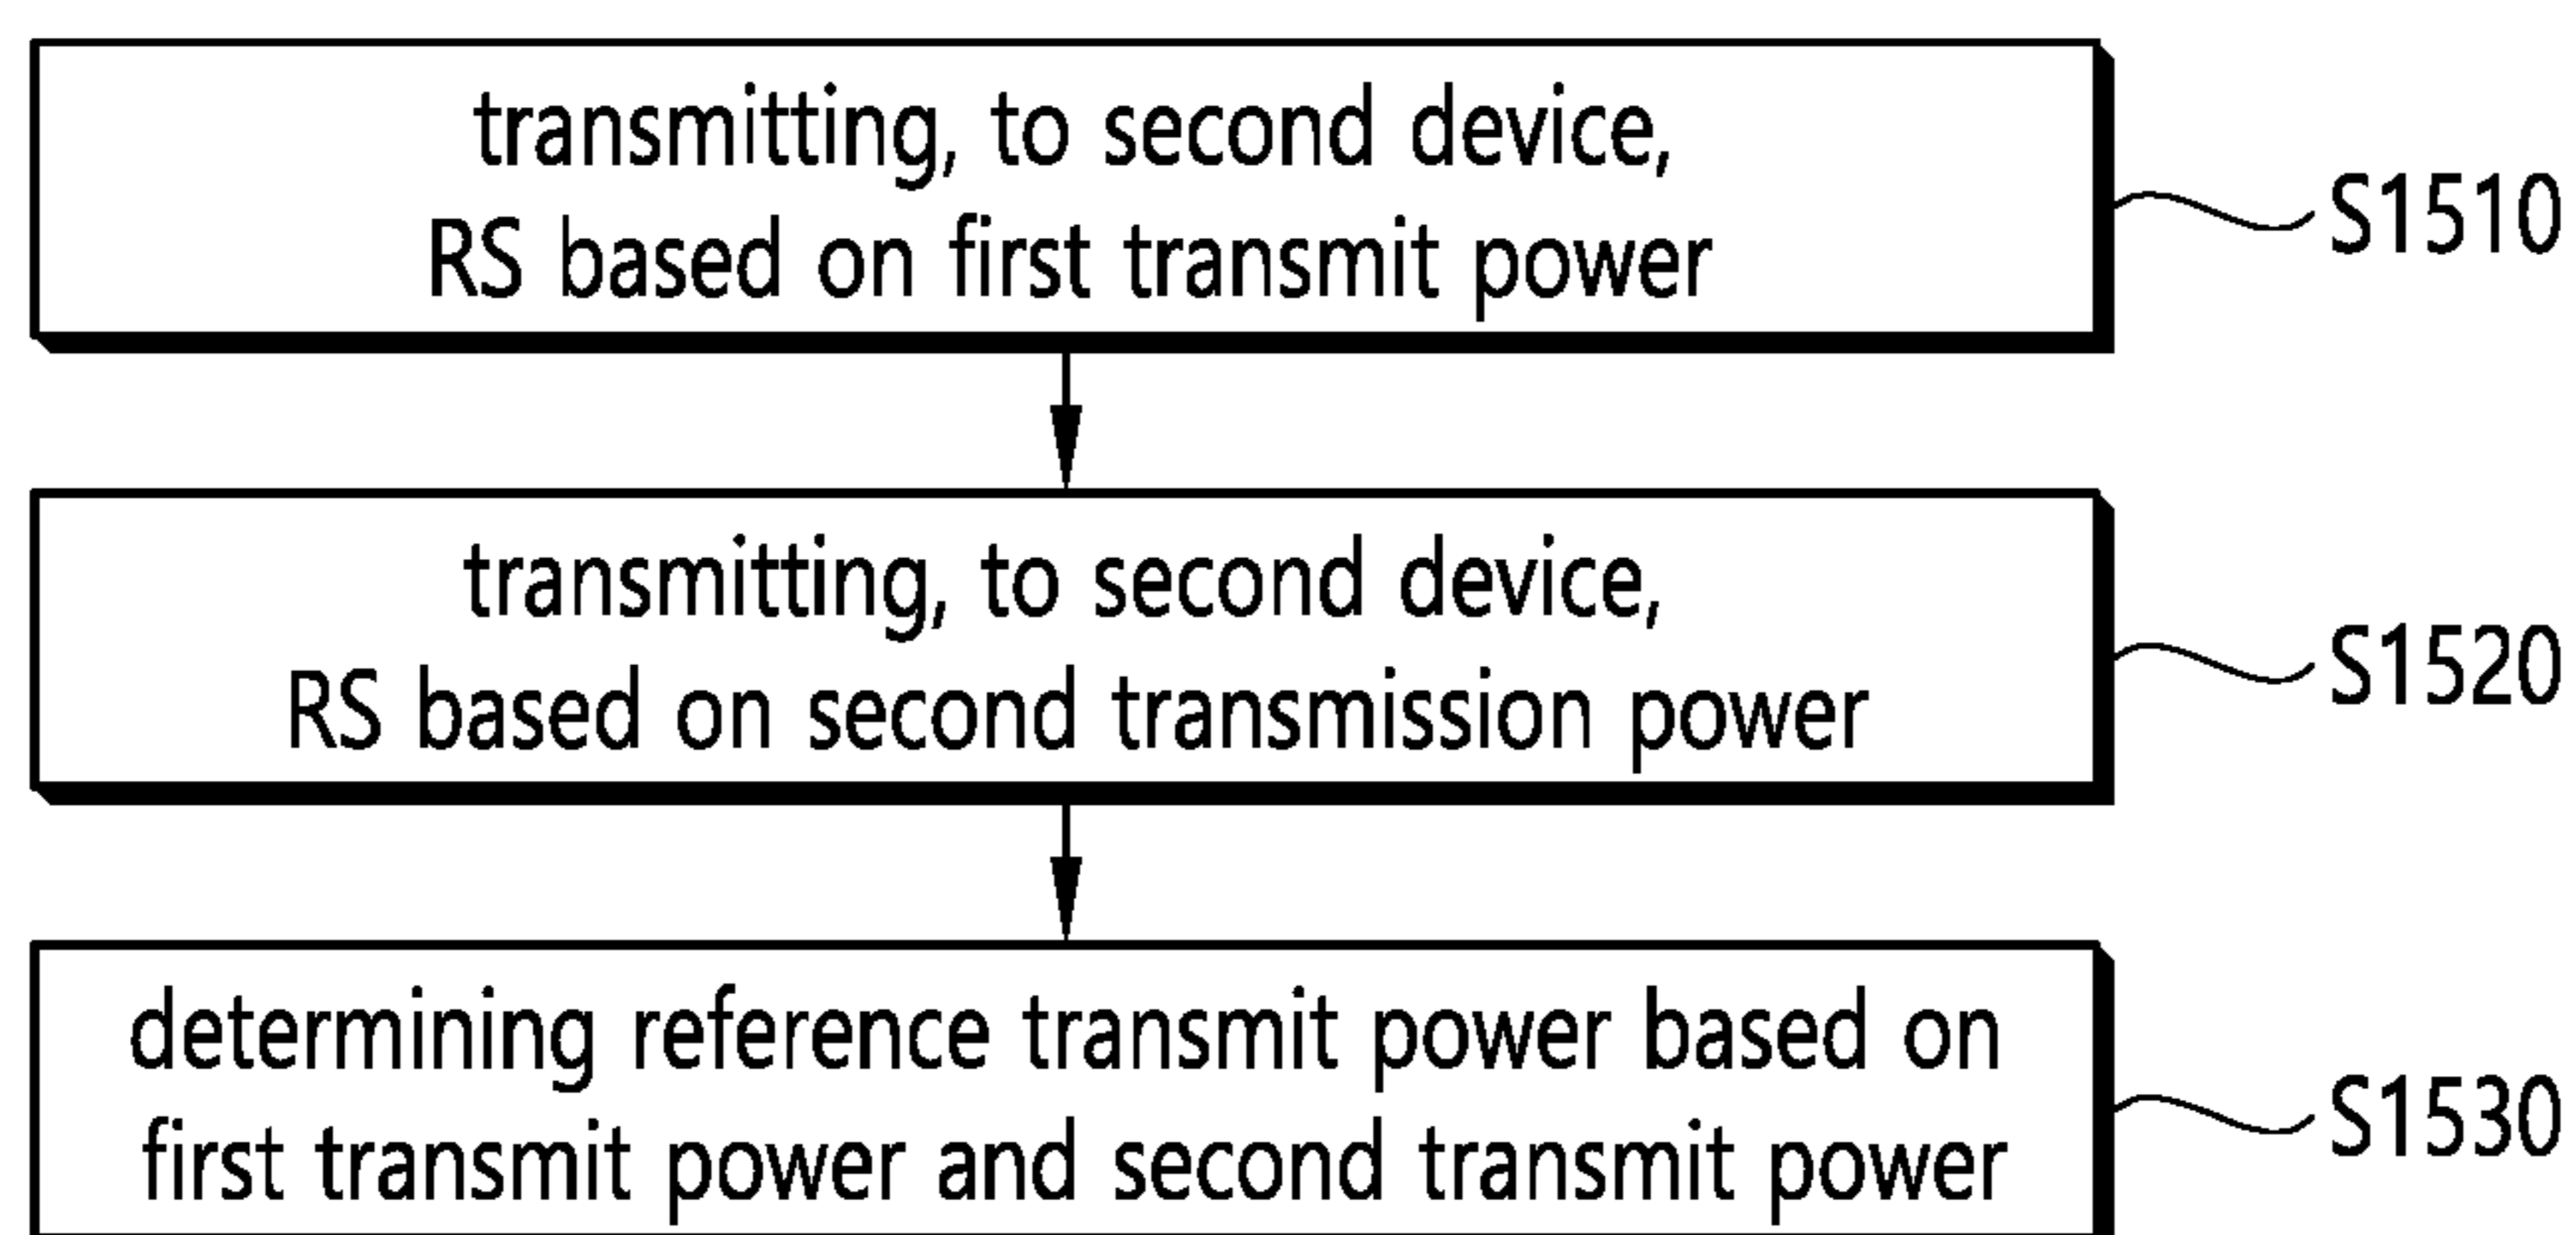 transmitting, to second device,
RS based on first transmit power
S1510
transmitting, to second device,
RS based on second transmission power
S1520
determining reference transmit power based on
first transmit power and second transmit power
S1530